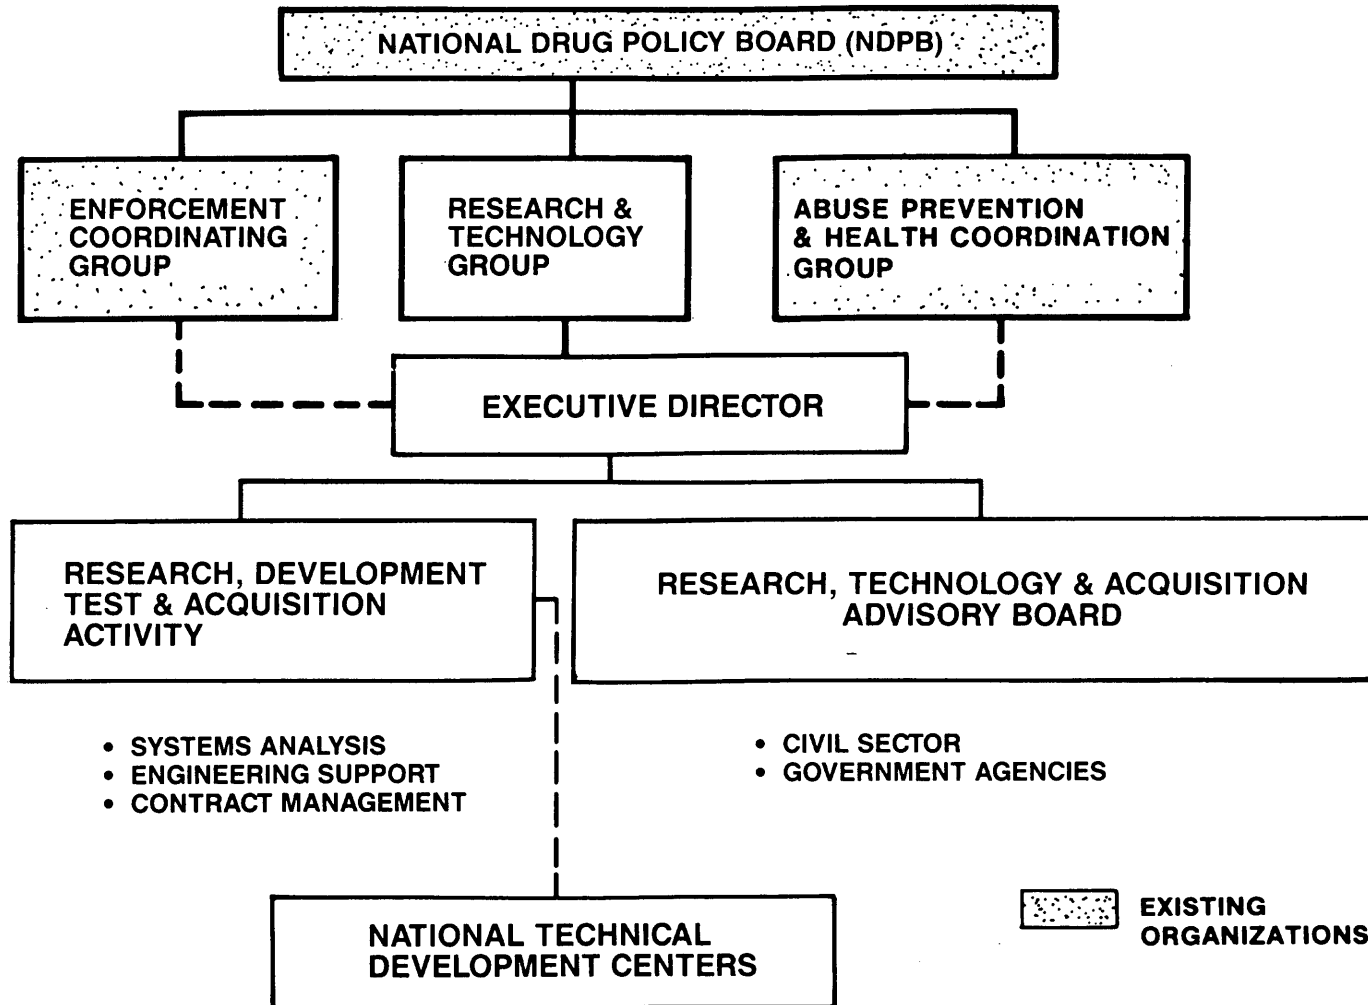 NATIONAL DRUG POLICY BOARD (NDPB)
ENFORCEMENT
COORDINATING
GROUP
RESEARCH &
TECHNOLOGY
GROUP
ABUSE PREVENTION
& HEALTH COORDINATION
GROUP
EXECUTIVE DIRECTOR
RESEARCH, DEVELOPMENT
TEST & ACQUISITION
ACTIVITY
RESEARCH, TECHNOLOGY & ACQUISITION
ADVISORY BOARD
• SYSTEMS ANALYSIS
• ENGINEERING SUPPORT
• CONTRACT MANAGEMENT
• CIVIL SECTOR
• GOVERNMENT AGENCIES
NATIONAL TECHNICAL
DEVELOPMENT CENTERS
EXISTING
ORGANIZATIONS